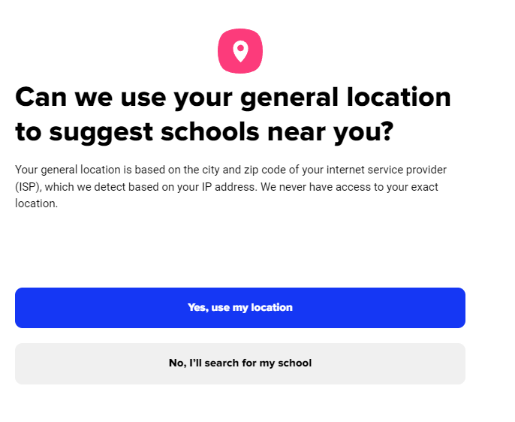 Can we use your general location
to suggest schools near you?
Your general location is based on the city and zip code of your internet service provider
(ISP), which we detect based on your IP address. We never have access to your exact
location.
Yes, use my location
No, I'll search for my school